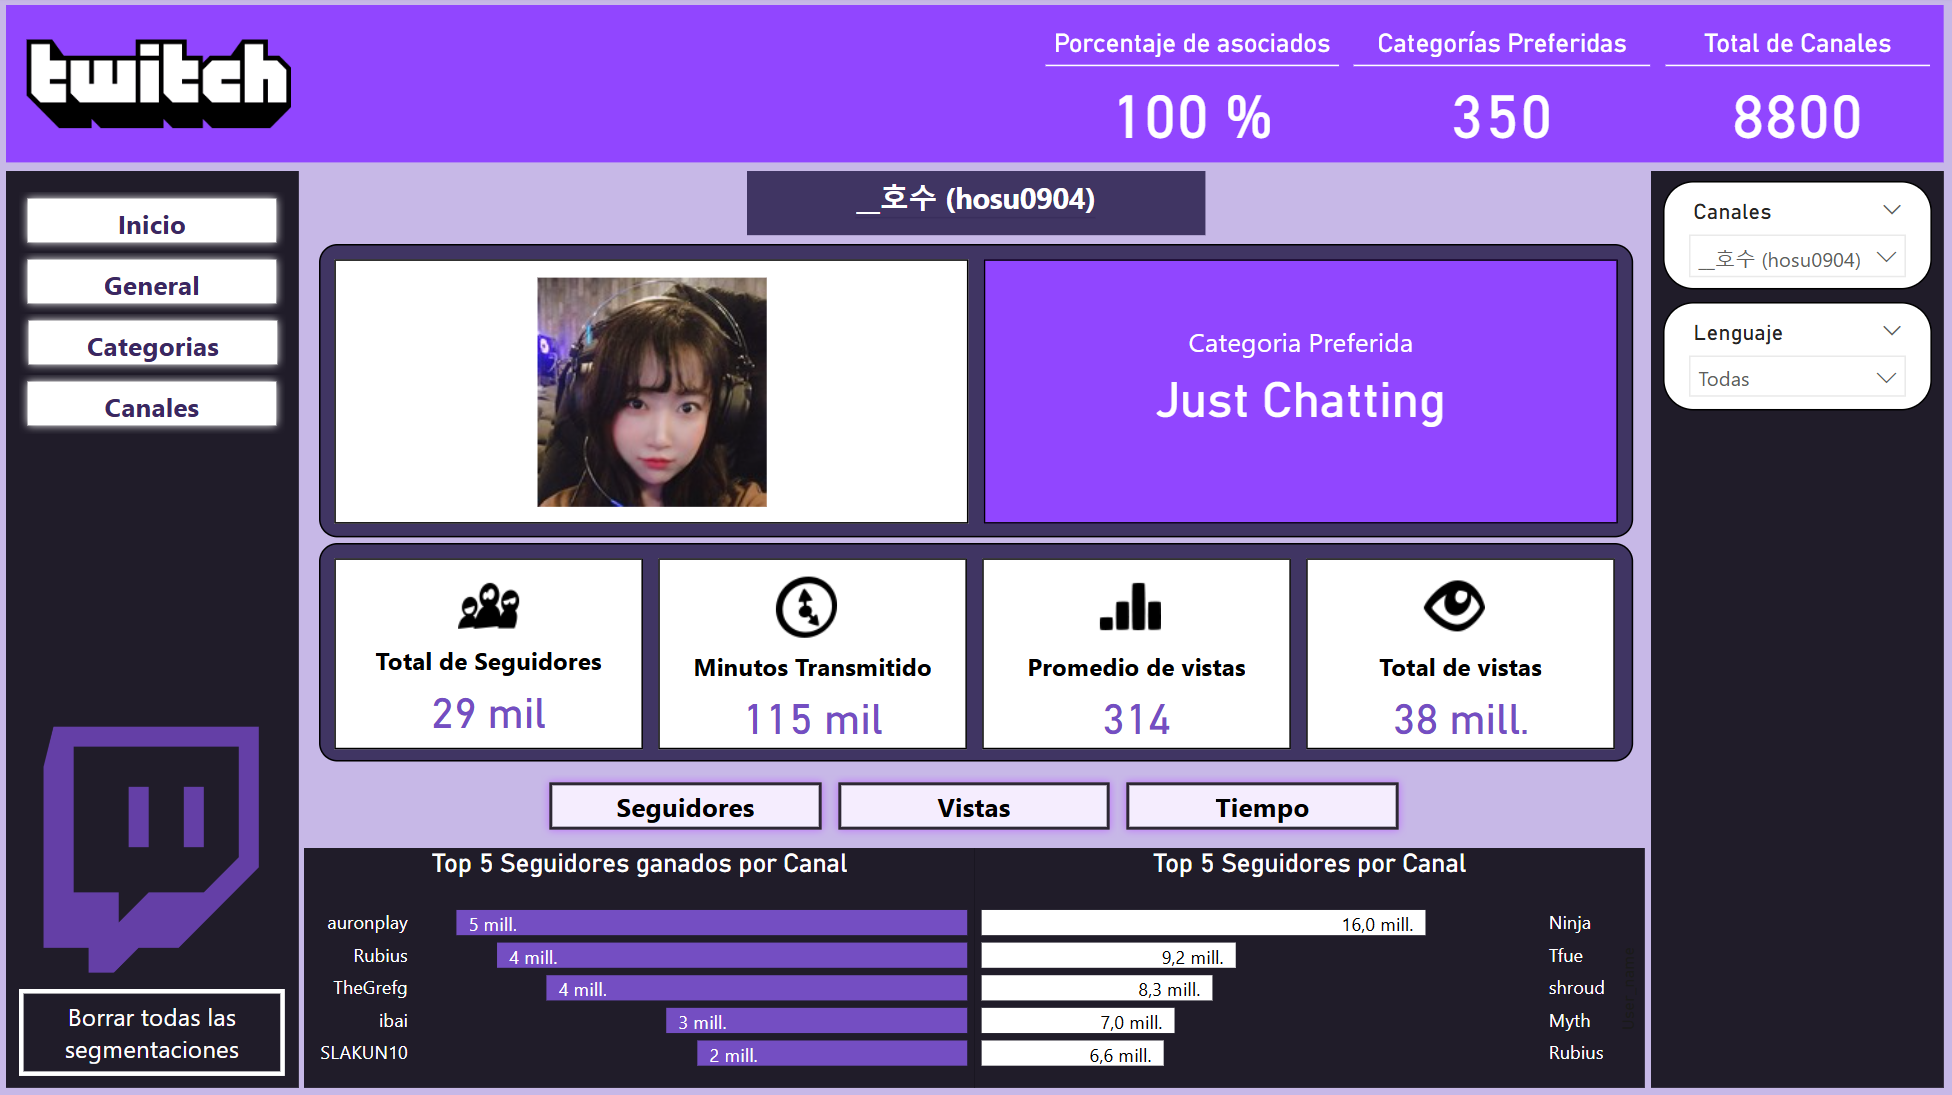 twitch
Porcentaje de asociados
100 %
Categorías Preferidas
350
Total de Canales
8800
Inicio
General
Categorias
Canales
Borrar todas las
segmentaciones
__호수 (hosu0904)
Categoria Preferida
Just Chatting
Total de Seguidores
29 mil
Minutos Transmitido
115 mil
Promedio de vistas
314
Total de vistas
38 mill.
Seguidores
Vistas
Tiempo
Top 5 Seguidores ganados por Canal
auronplay 5 mill.
Rubius 4 mill.
TheGrefg 4 mill.
ibai 3 mill.
SLAKUN10 2 mill.
Top 5 Seguidores por Canal
16,0 mill. Ninja
9,2 mill. Tfue
8,3 mill. shroud
7,0 mill. Myth
6,6 mill. Rubius
Canales
__호수 (hosu0904)
Lenguaje
Todas